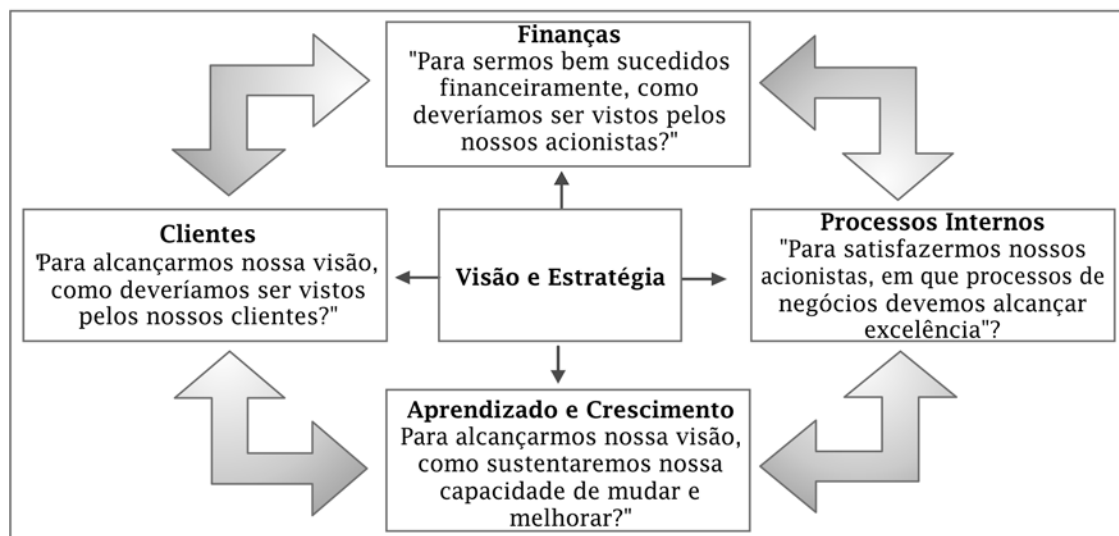 Finanças
"Para sermos bem sucedidos
financeiramente, como
deveríamos ser vistos pelos
nossos acionistas?"
Clientes
'Para alcançarmos nossa visão,
como deveríamos ser vistos
pelos nossos clientes?"
Visão e Estratégia
Processos Internos
"Para satisfazermos nossos
acionistas, em que processos de
negócios devemos alcançar
excelência"?
Aprendizado e Crescimento
Para alcançarmos nossa visão,
como sustentaremos nossa
capacidade de mudar e
melhorar?"